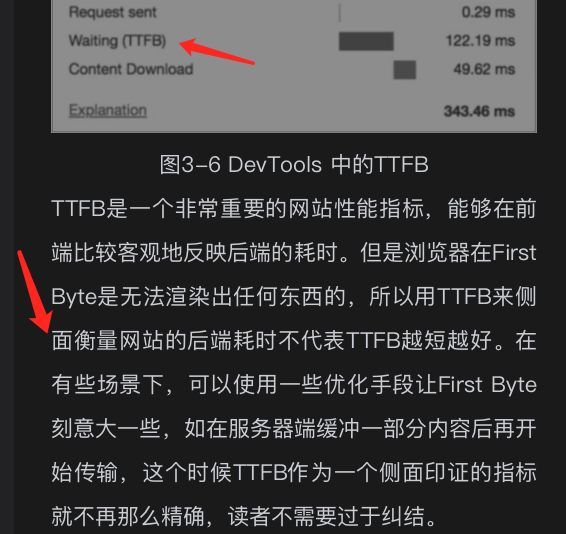 Request sent 0.29 ms
Waiting (TTFB) 122.19 ms
Content Download 49.62 ms
Explanation 343.46 ms
图3-6 DevTools 中的TTFB
TTFB是一个非常重要的网站性能指标，能够在前
端比较客观地反映后端的耗时。但是浏览器在First
Byte是无法渲染出任何东西的，所以用TTFB来侧
面衡量网站的后端耗时不代表TTFB越短越好。在
有些场景下，可以使用一些优化手段让First Byte
刻意大一些，如在服务器端缓冲一部分内容后再开
始传输，这个时候TTFB作为一个侧面印证的指标
就不再那么精确，读者不需要过于纠结。